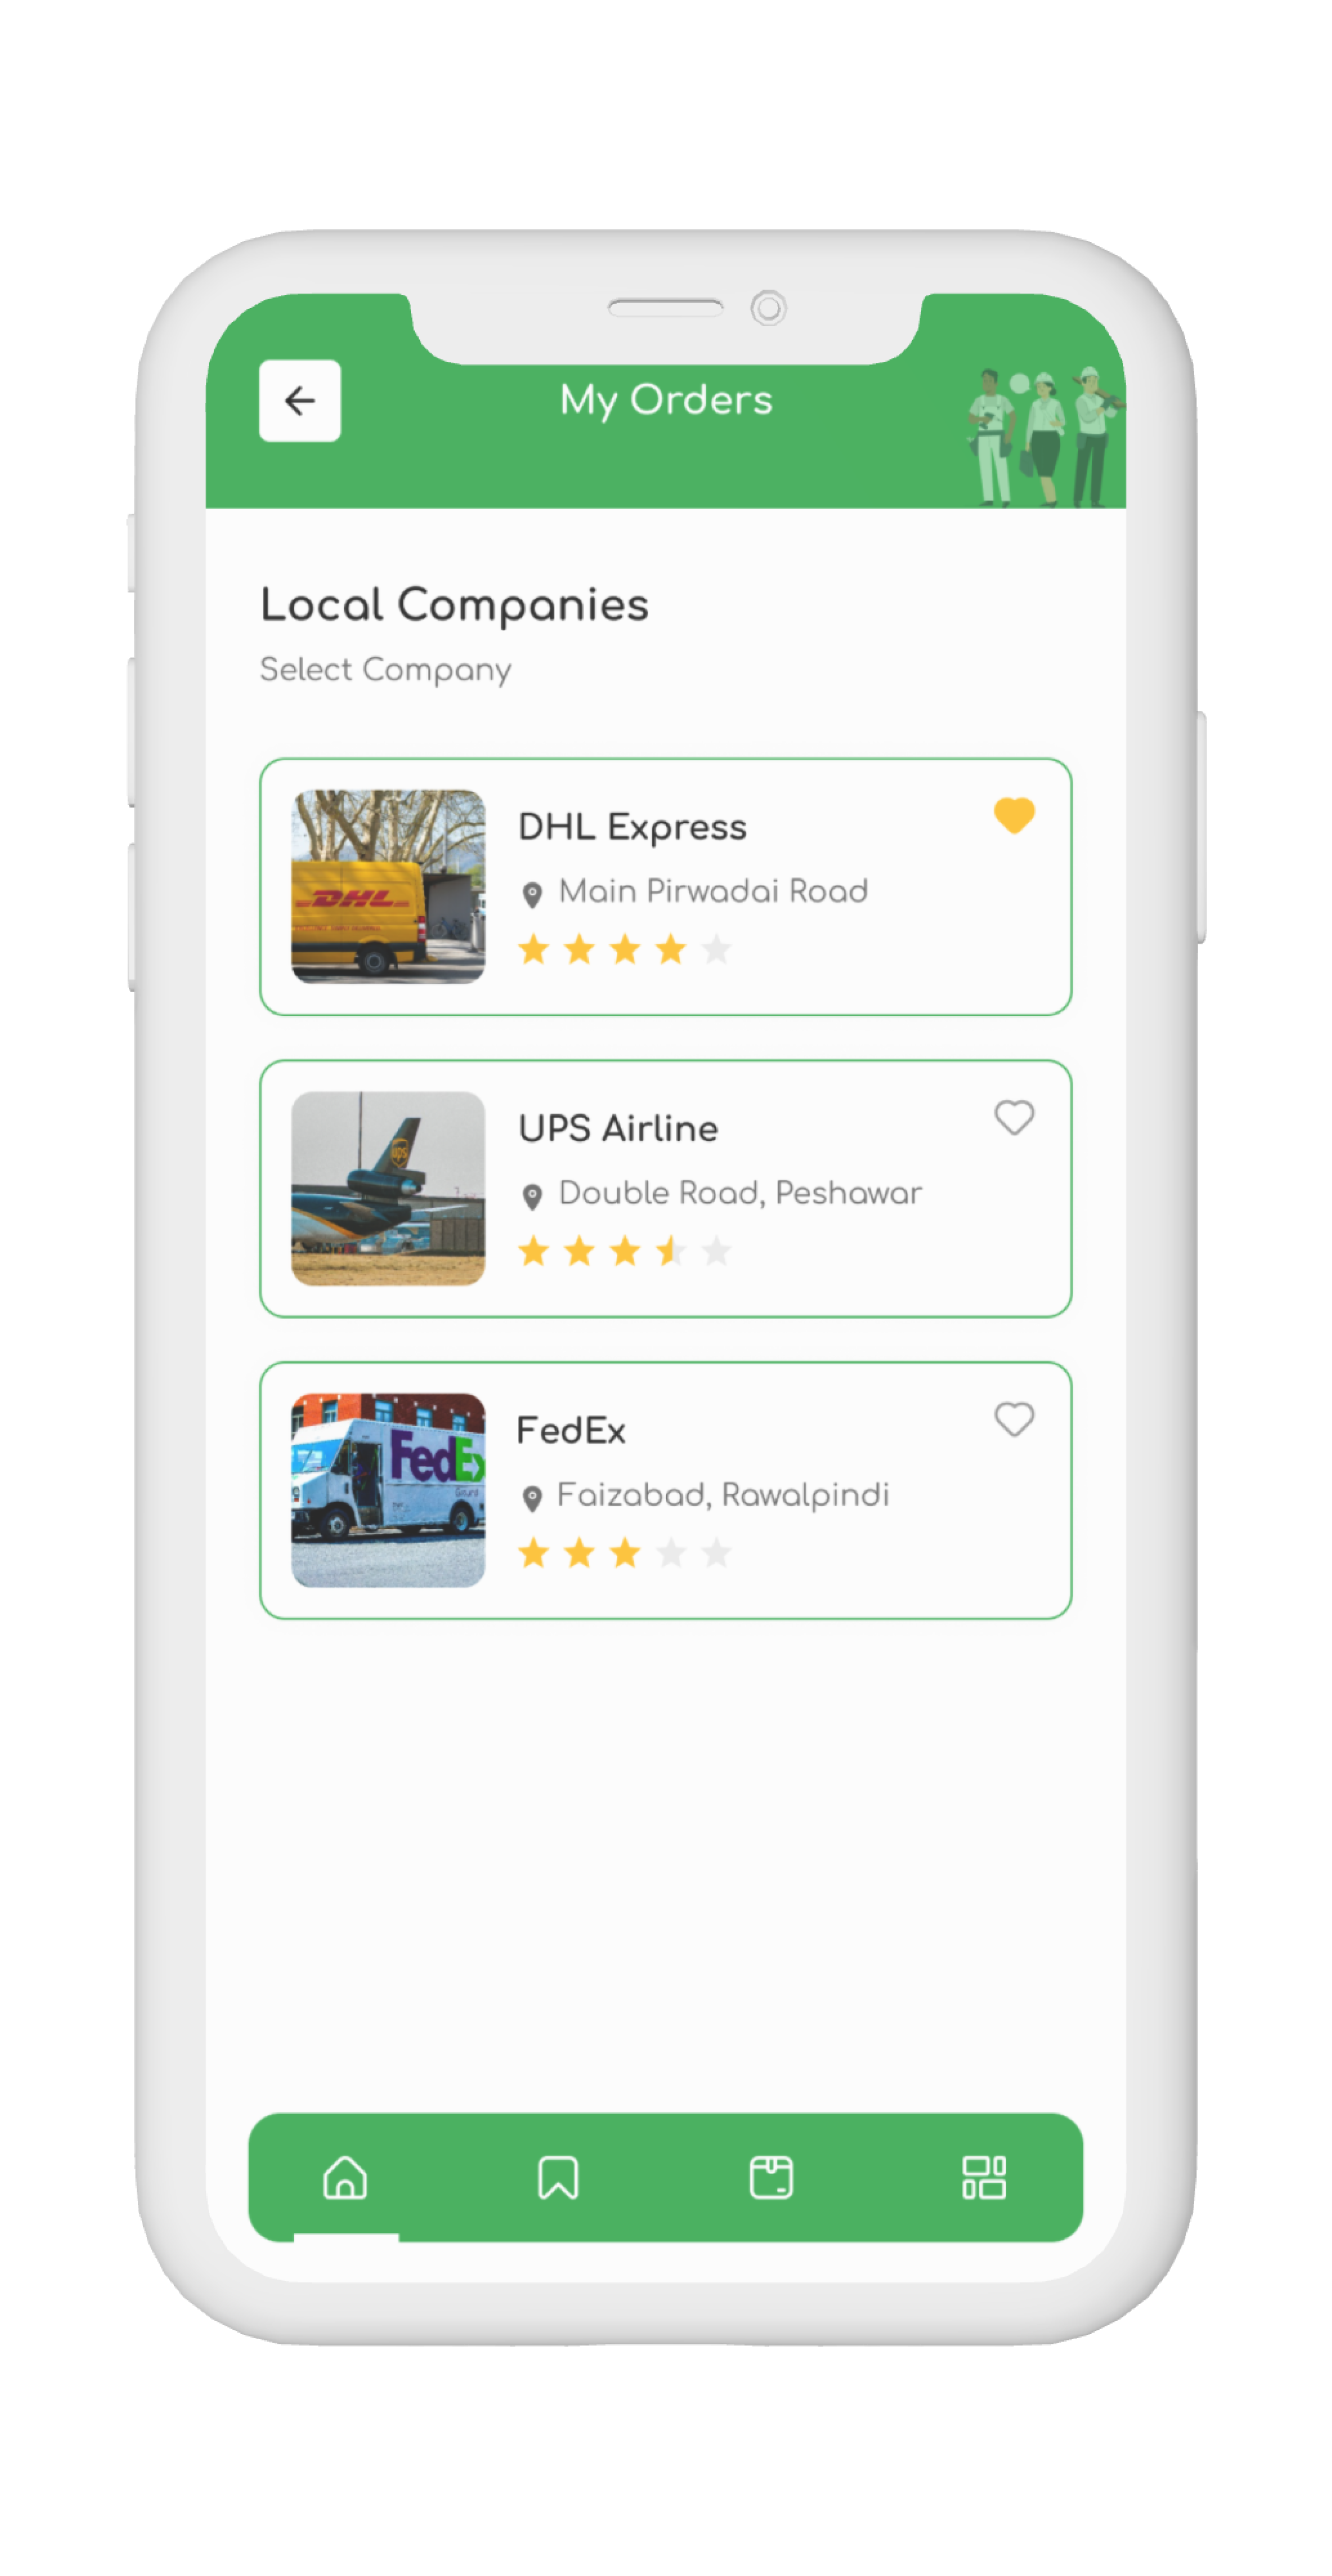 My Orders
Local Companies
Select Company
DHL
DHL Express
Main Pirwadai Road
ups
UPS Airline
Double Road, Peshawar
FedEx
Ground
FedEx
Faizabad, Rawalpindi